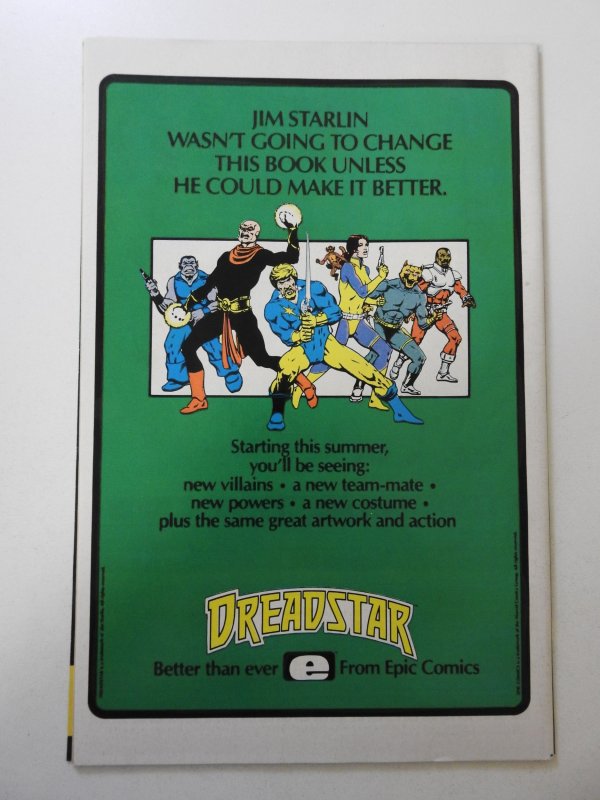 JIM STARLIN
WASN'T GOING TO CHANGE
THIS BOOK UNLESS
HE COULD MAKE IT BETTER.
Starting this summer,
you'll be seeing:
new villains • a new team-mate •
new powers • a new costume •
plus the same great artwork and action
DREADSTAR
Better than ever e From Epic Comics